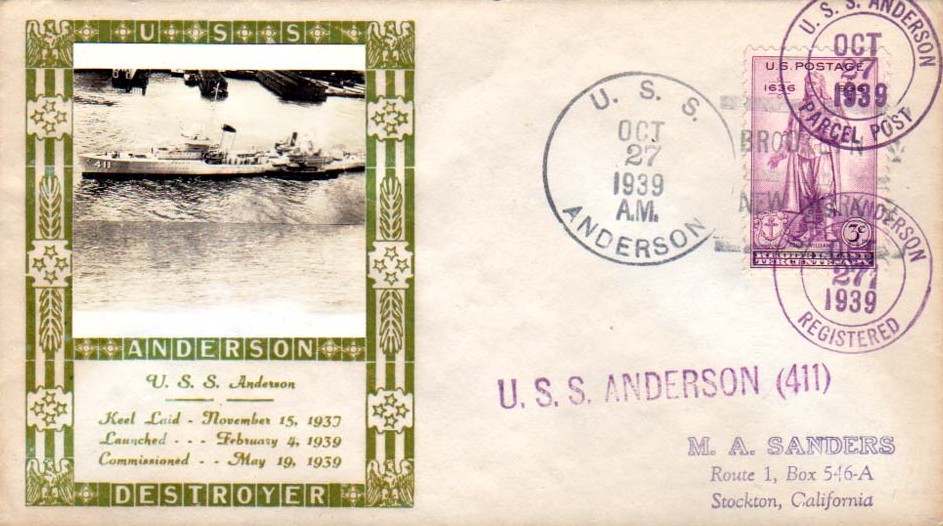 U S S
411
ANDERSON
U. S. S. Anderson
Keel Laid - November 15, 1937
Launched - - - February 4, 1939
Commissioned - - May 19, 1939
DESTROYER
U. S. S.
OCT
27
1939
A.M.
ANDERSON
BROOKLYN
NEW YORK
U. S. S. ANDERSON
OCT
27
1939
PARCEL POST
U.S. POSTAGE
1636
3¢
ANDERSON
27
1939
REGISTERED
U. S. S. ANDERSON (411)
M. A. SANDERS
Route 1, Box 546-A
Stockton, California